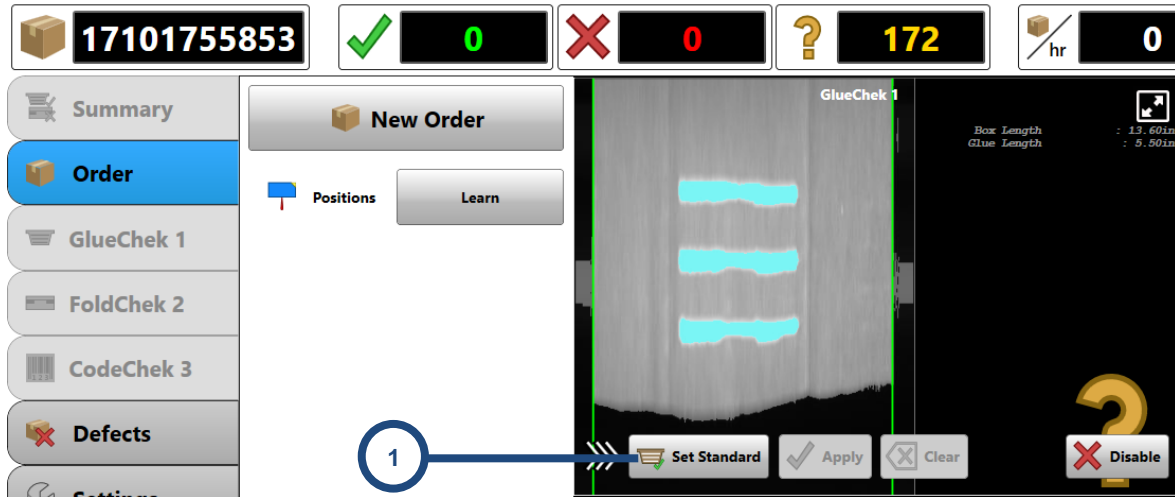 17101755853
0
0
172
hr
0
Summary
Order
GlueChek 1
FoldChek 2
CodeChek 3
Defects
Settings
New Order
Positions
Learn
GlueChek 1
Box Length : 13.60in
Glue Length : 5.50in
1
Set Standard
Apply
Clear
Disable